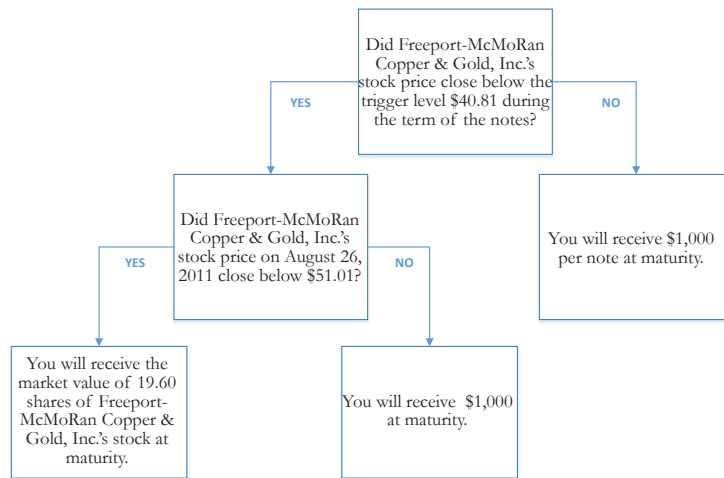 Did Freeport-McMoRan
Copper & Gold, Inc.'s
stock price close below the
trigger level $40.81 during
the term of the notes?
YES
NO
Did Freeport-McMoRan
Copper & Gold, Inc.'s
stock price on August 26,
2011 close below $51.01?
You will receive $1,000
per note at maturity.
YES
NO
You will receive the
market value of 19.60
shares of Freeport-
McMoRan Copper &
Gold, Inc.'s stock at
maturity.
You will receive $1,000
at maturity.